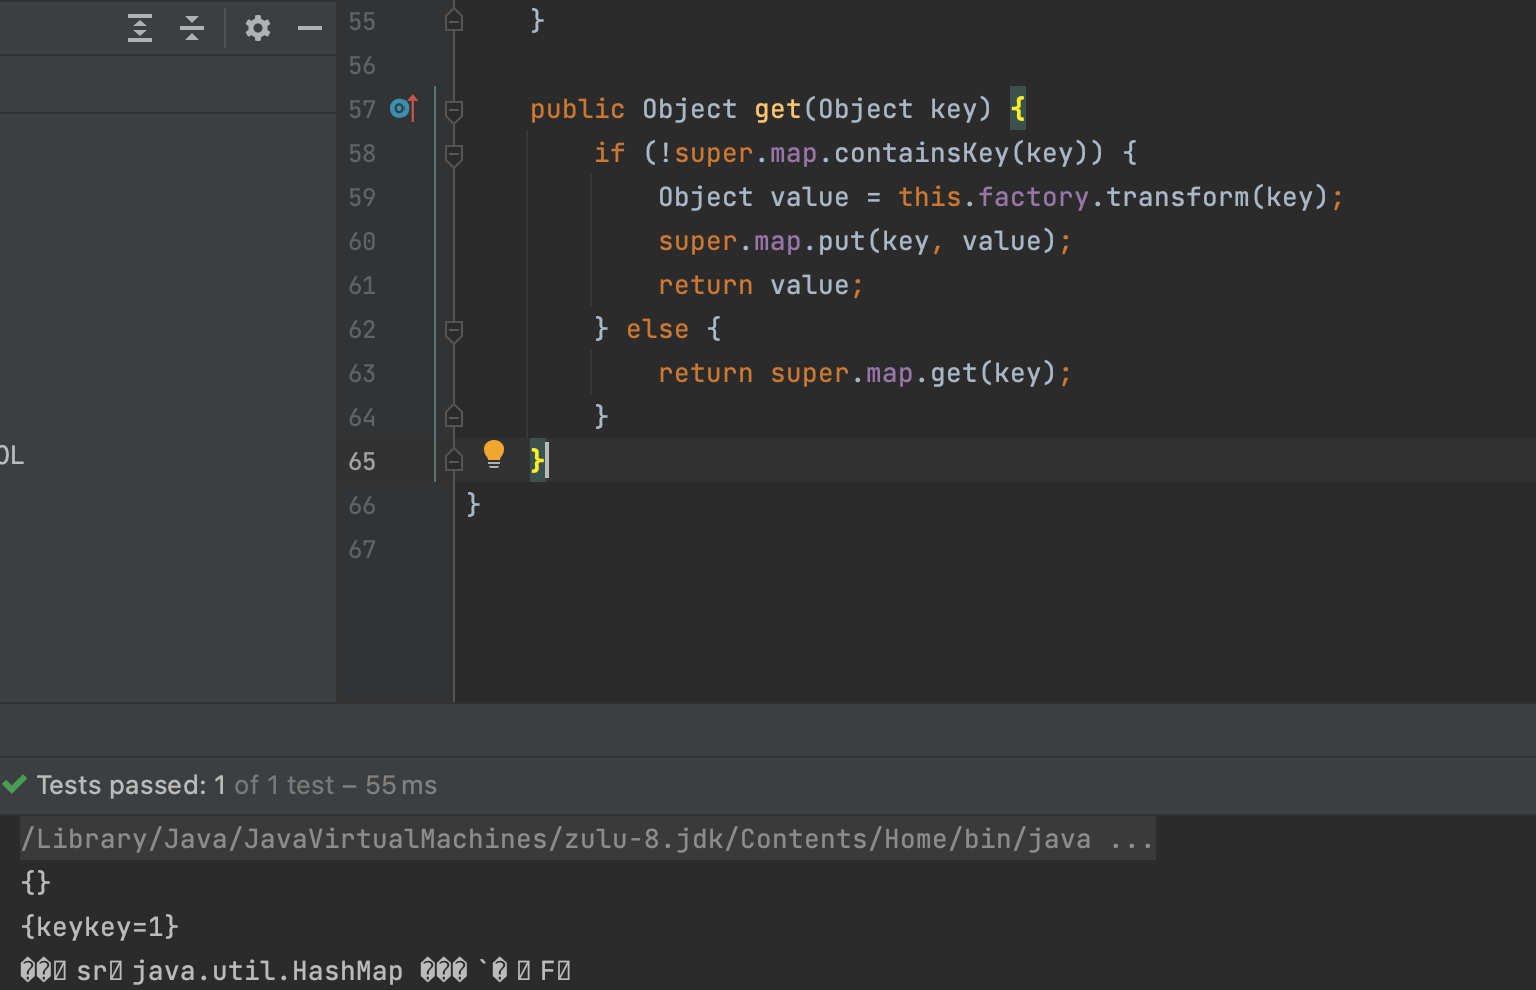 55 }
56
57 public Object get(Object key) {
58 if (!super.map.containsKey(key)) {
59 Object value = this.factory.transform(key);
60 super.map.put(key, value);
61 return value;
62 } else {
63 return super.map.get(key);
64 }
OL
65 }
66 }
67
Tests passed: 1 of 1 test – 55 ms
/Library/Java/JavaVirtualMachines/zulu-8.jdk/Contents/Home/bin/java ...
{}
{keykey=1}
��� sr� java.util.HashMap ���`� � F�